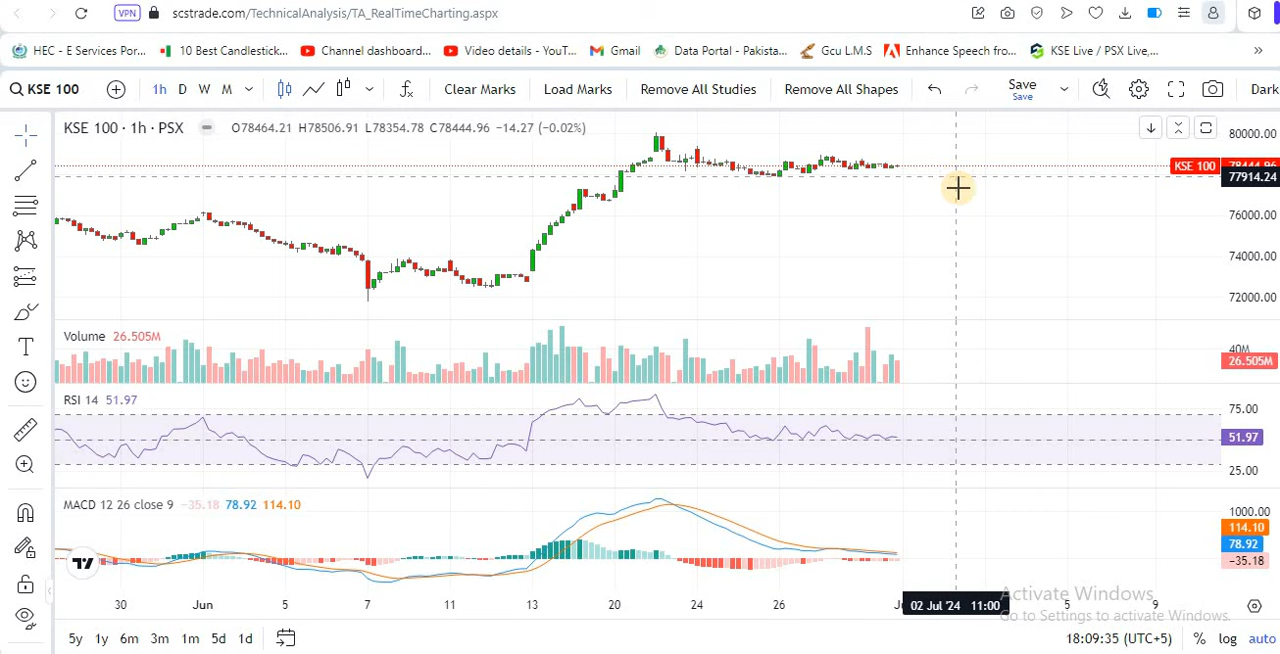 VPN scstrade.com/TechnicalAnalysis/TA_RealTimeCharting.aspx
HEC - E Services Por... 10 Best Candlestick... Channel dashboard... Video details - YouT... Gmail Data Portal - Pakista... Gcu L.M.S Enhance Speech fro... KSE Live / PSX Live,... »
KSE 100 1h D W M Clear Marks Load Marks Remove All Studies Remove All Shapes Save Dark
Save
KSE 100 · 1h · PSX O78464.21 H78506.91 L78354.78 C78444.96 −14.27 (−0.02%)
80000.00
KSE 100 78444.96
77914.24
76000.00
74000.00
72000.00
Volume 26.505M
40M
26.505M
RSI 14 51.97
75.00
51.97
25.00
MACD 12 26 close 9 −35.18 78.92 114.10
1000.00
114.10
78.92
−35.18
Activate Windows
30 Jun 5 7 11 13 20 24 26 02 Jul '24 11:00 5 9
Go to Settings to activate Windows.
5y 1y 6m 3m 1m 5d 1d 18:09:35 (UTC+5) % log auto